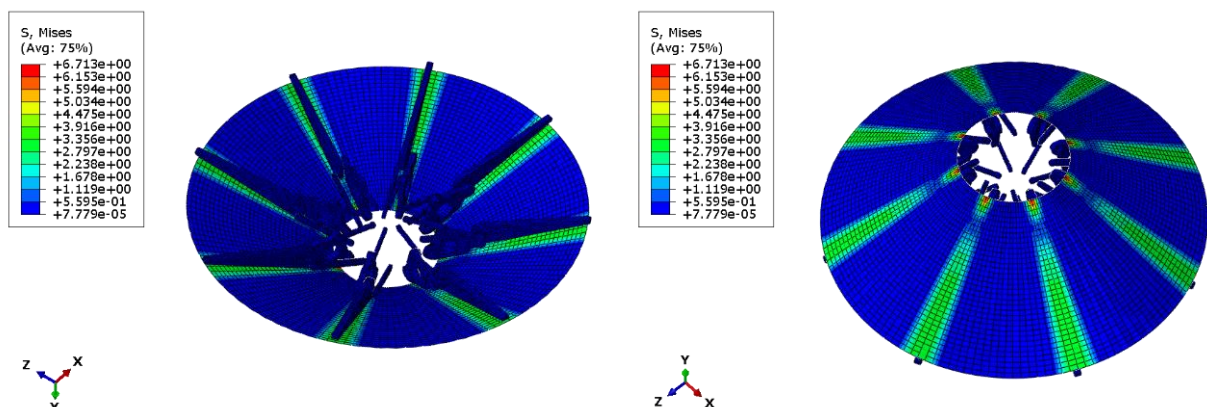 S, Mises
(Avg: 75%)
+6.713e+00
+6.153e+00
+5.594e+00
+5.034e+00
+4.475e+00
+3.916e+00
+3.356e+00
+2.797e+00
+2.238e+00
+1.678e+00
+1.119e+00
+5.595e-01
+7.779e-05
Z
X
Y
S, Mises
(Avg: 75%)
+6.713e+00
+6.153e+00
+5.594e+00
+5.034e+00
+4.475e+00
+3.916e+00
+3.356e+00
+2.797e+00
+2.238e+00
+1.678e+00
+1.119e+00
+5.595e-01
+7.779e-05
Y
Z
X